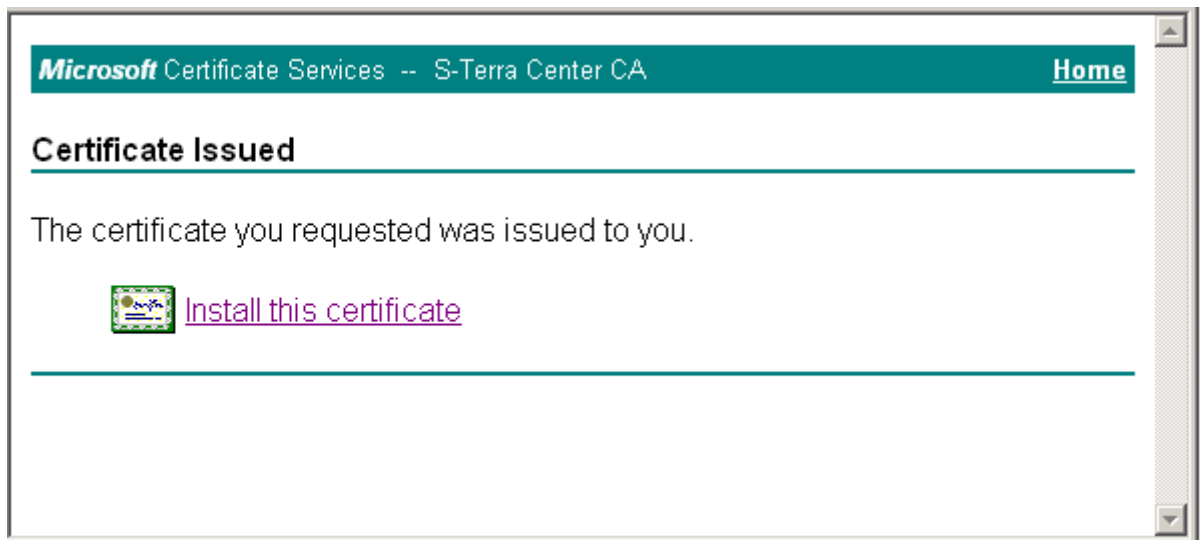 Microsoft Certificate Services -- S-Terra Center CA Home
Certificate Issued
The certificate you requested was issued to you.
Install this certificate